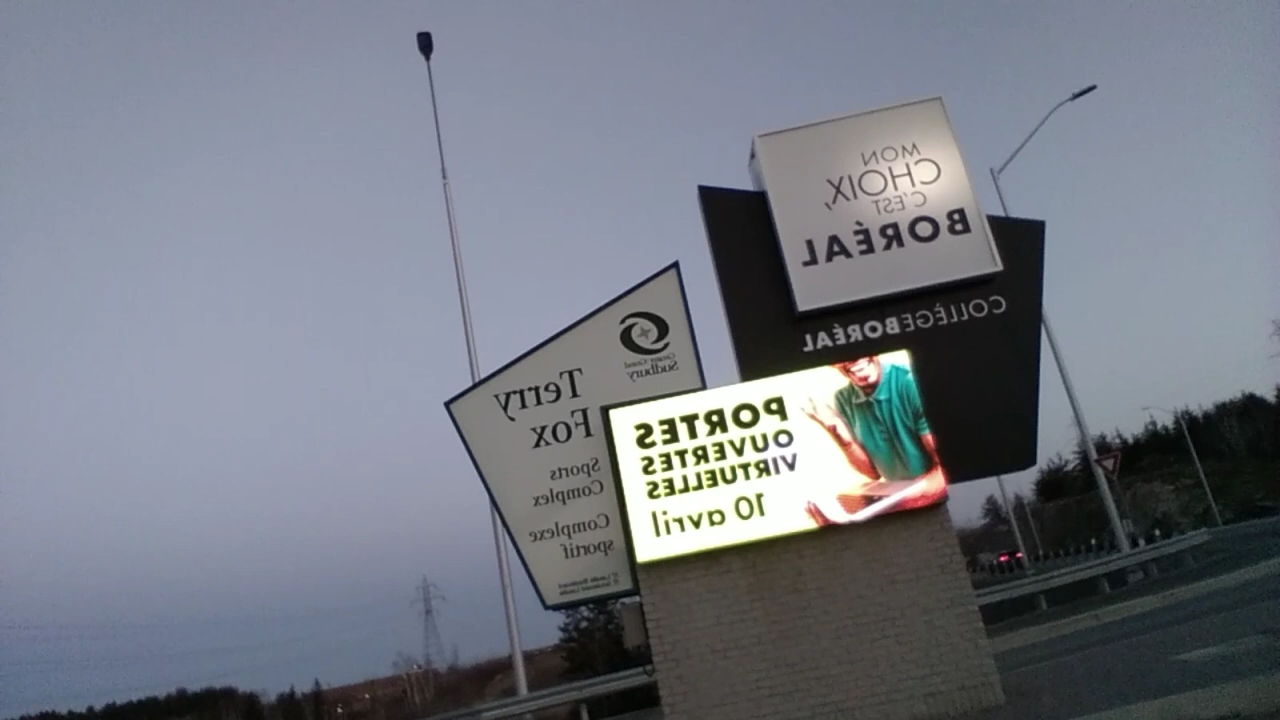 MON
CHOIX,
C'EST
BORÉAL
COLLÈGEBORÉAL
PORTES
OUVERTES
VIRTUELLES
10 avril
Sudbury
Terry
Fox
Sports
Complex
Complexe
sportif